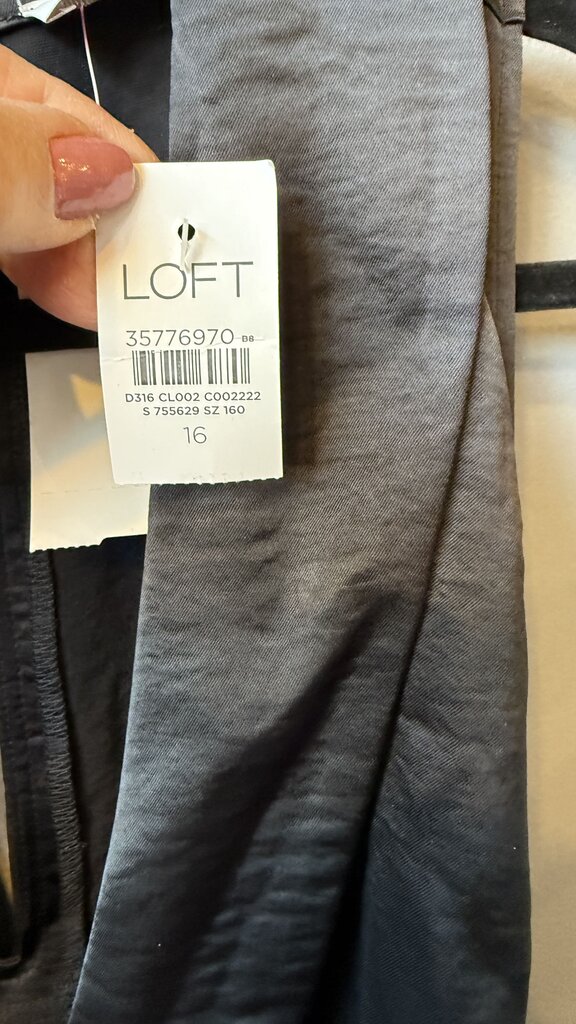 LOFT
35776970 B8
D316 CL002 C002222
S 755629 SZ 160
16